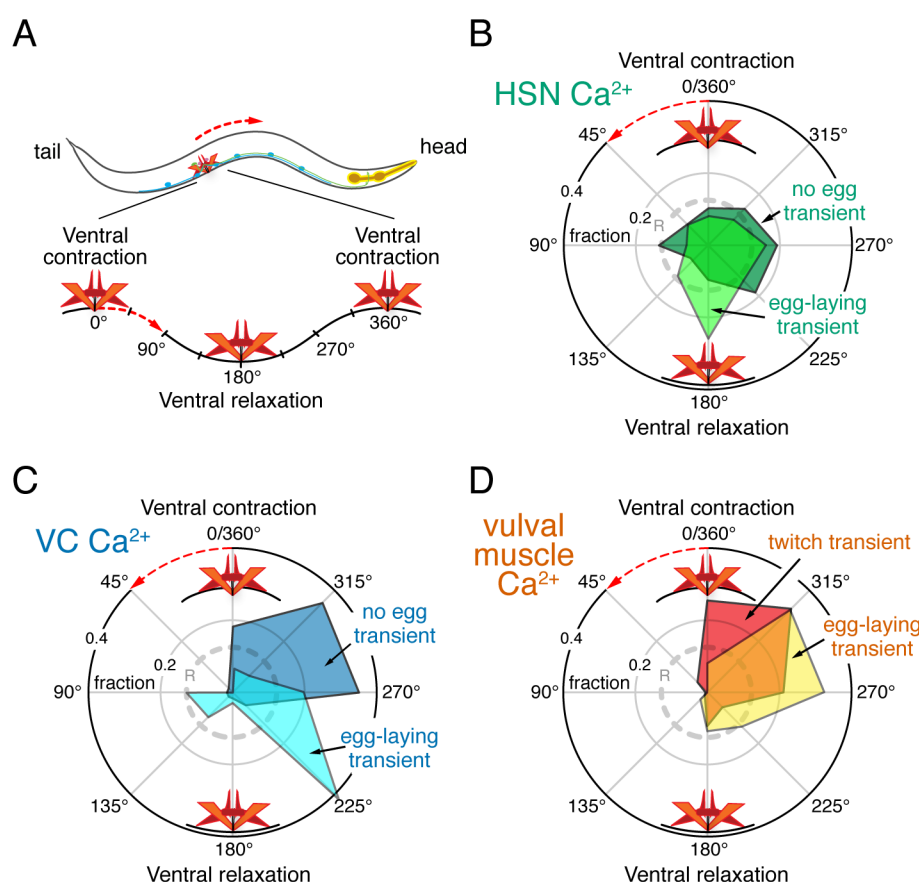 A
tail
head
Ventral
contraction
Ventral
contraction
0°
90°
180°
270°
360°
Ventral relaxation
B
Ventral contraction
HSN Ca²⁺
0/360°
45°
315°
0.4
no egg
transient
0.2
R
90°
fraction
270°
egg-laying
transient
135°
225°
180°
Ventral relaxation
C
Ventral contraction
VC Ca²⁺
0/360°
45°
315°
no egg
transient
0.4
0.2
R
90°
fraction
270°
egg-laying
transient
135°
225°
180°
Ventral relaxation
D
Ventral contraction
vulval
muscle
Ca²⁺
0/360°
twitch transient
45°
315°
egg-laying
transient
0.4
0.2
R
90°
fraction
270°
135°
225°
180°
Ventral relaxation